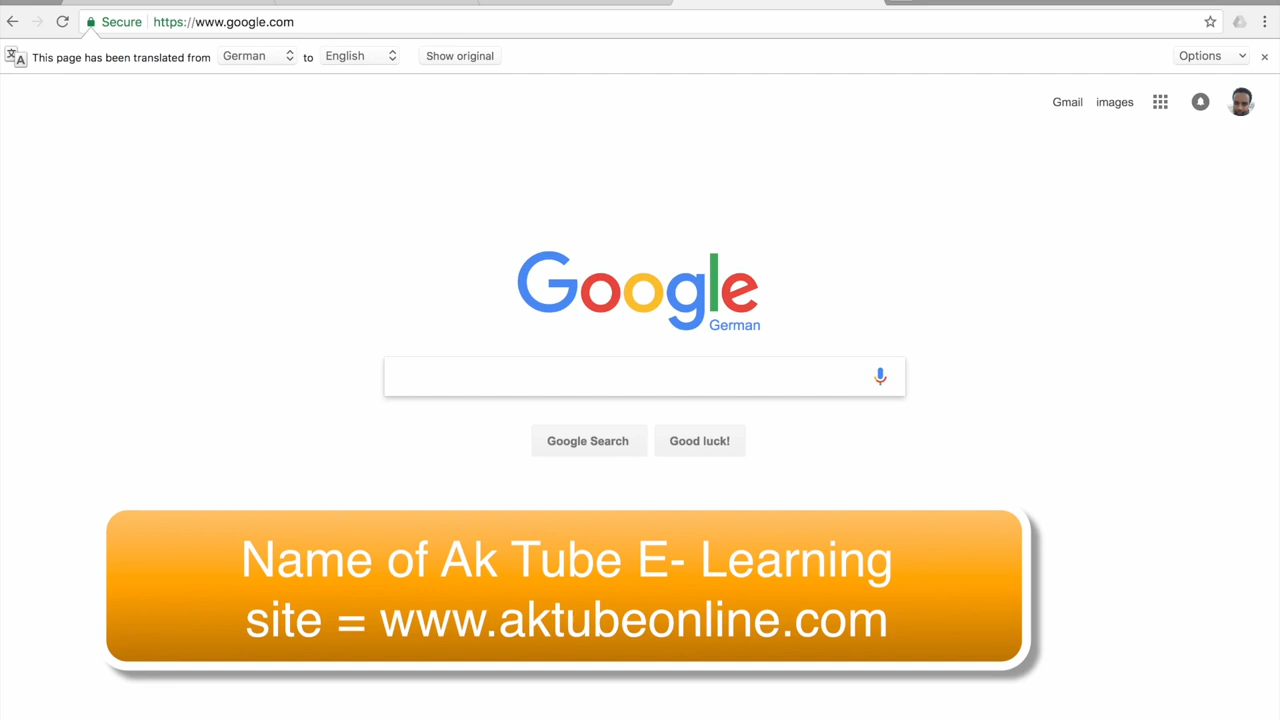 Secure https://www.google.com
This page has been translated from German to English Show original Options
Gmail images
Google
German
Google Search Good luck!
Name of Ak Tube E- Learning
site = www.aktubeonline.com